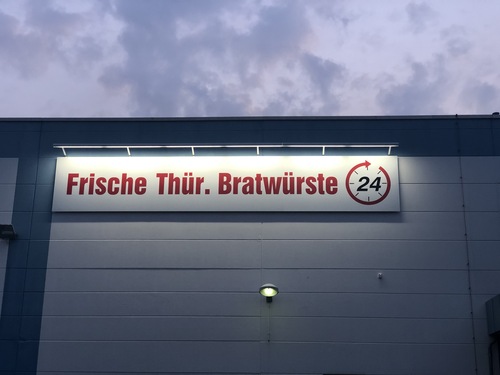 Frische Thür. Bratwürste 24